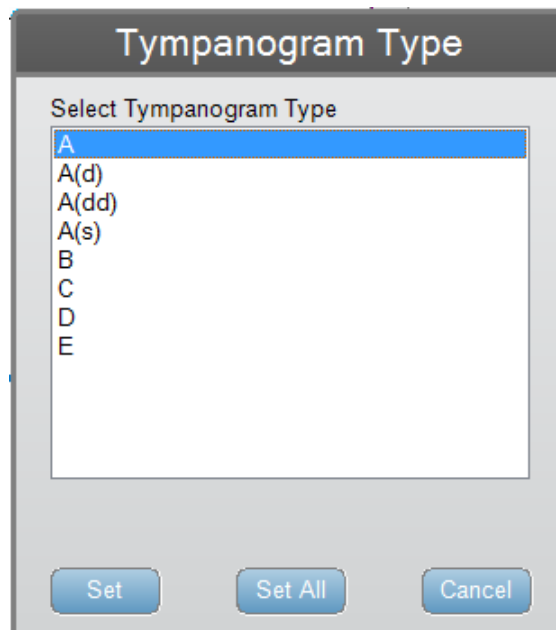 Tympanogram Type
Select Tympanogram Type
A
A(d)
A(dd)
A(s)
B
C
D
E
Set Set All Cancel